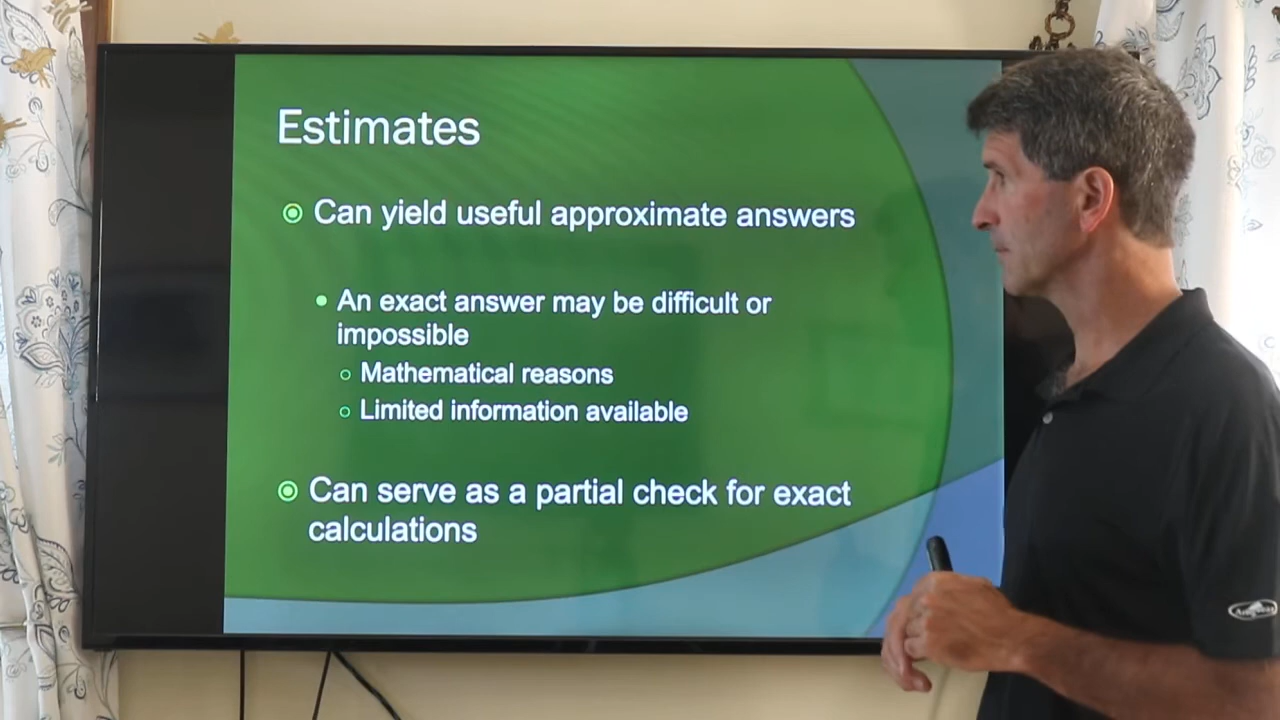 Estimates
Can yield useful approximate answers
An exact answer may be difficult or
impossible
Mathematical reasons
Limited information available
Can serve as a partial check for exact
calculations